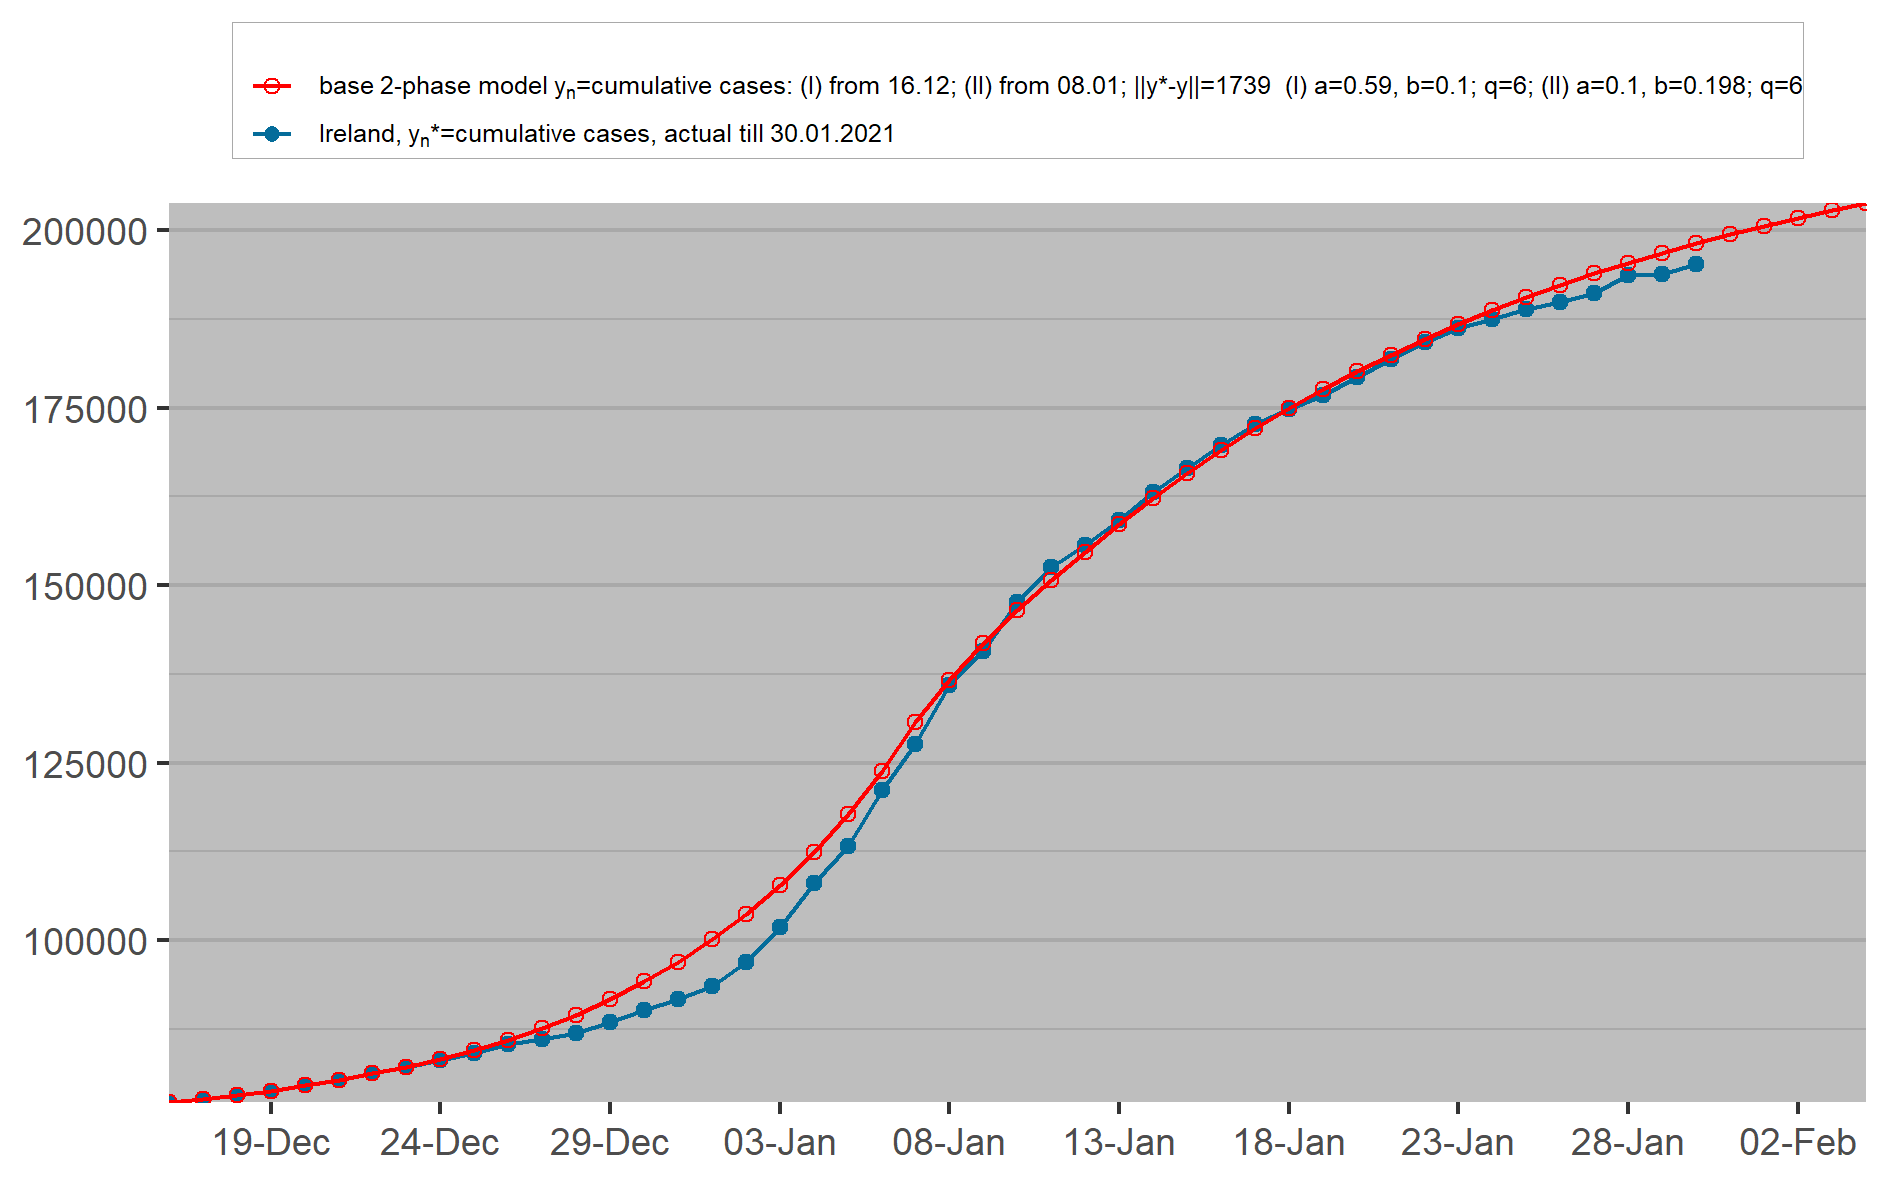 base 2-phase model yn=cumulative cases: (I) from 16.12; (II) from 08.01; ||y*-y||=1739  (I) a=0.59, b=0.1; q=6; (II) a=0.1, b=0.198; q=6
Ireland, yn*=cumulative cases, actual till 30.01.2021
200000
175000
150000
125000
100000
19-Dec 24-Dec 29-Dec 03-Jan 08-Jan 13-Jan 18-Jan 23-Jan 28-Jan 02-Feb